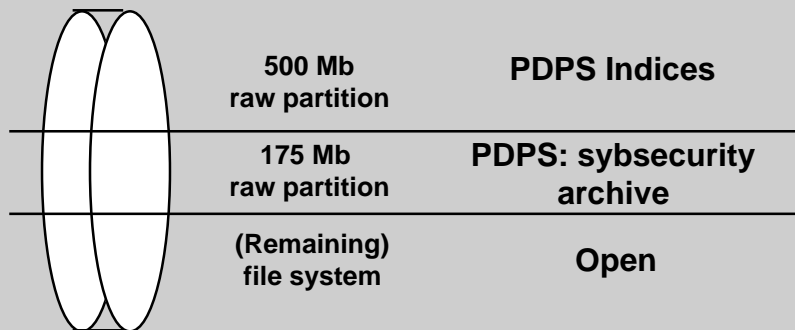 500 Mb
raw partition
PDPS Indices
175 Mb
raw partition
PDPS: sybsecurity
archive
(Remaining)
file system
Open